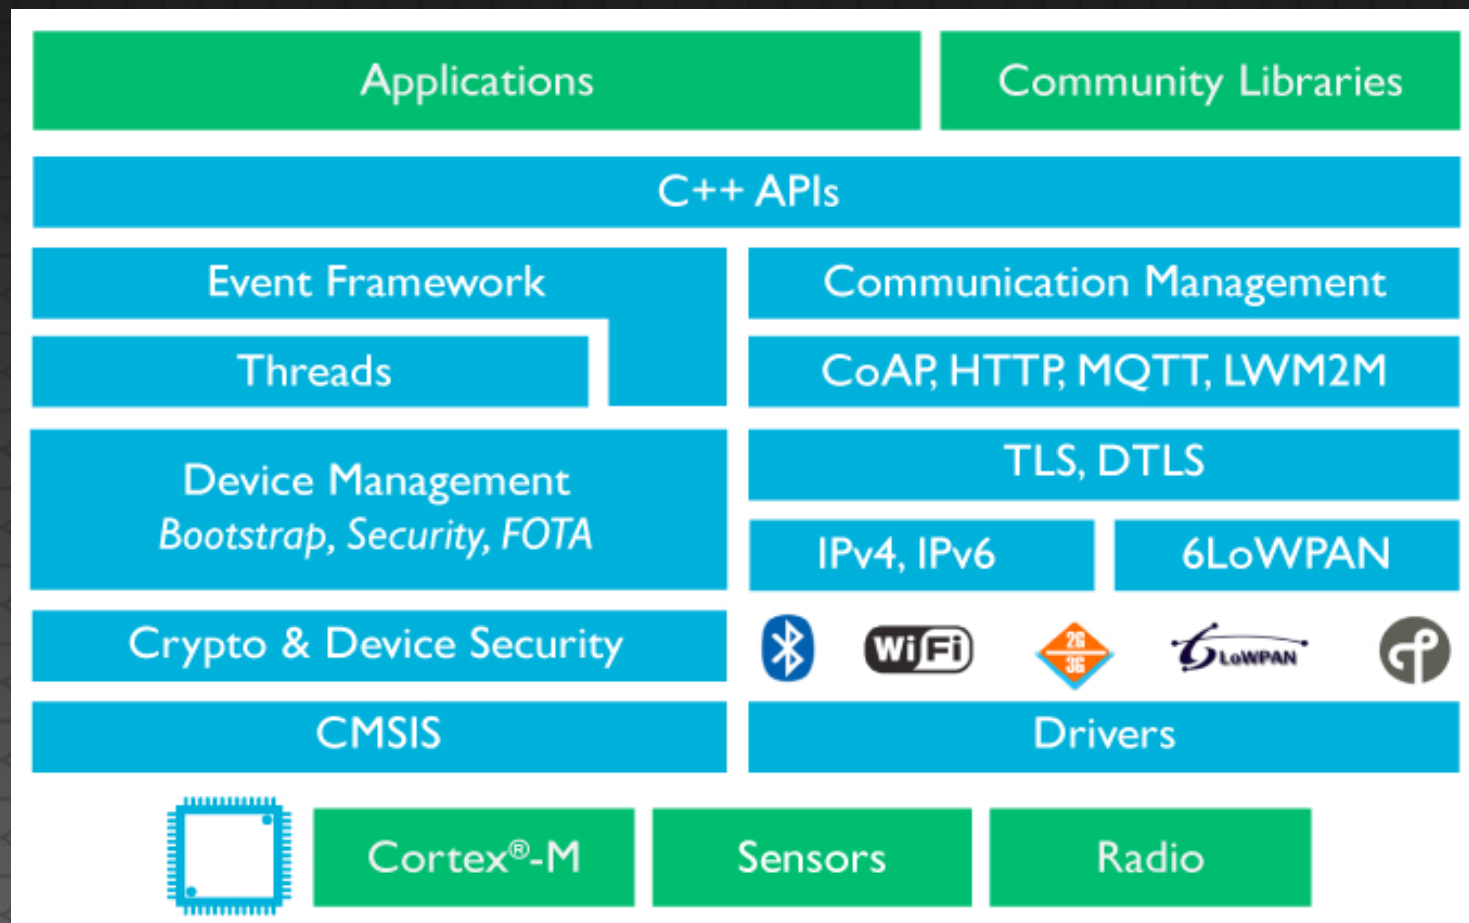 Applications
Community Libraries
C++ APIs
Event Framework
Communication Management
Threads
CoAP, HTTP, MQTT, LWM2M
Device Management
Bootstrap, Security, FOTA
TLS, DTLS
IPv4, IPv6
6LoWPAN
Crypto & Device Security
WiFi
2G
3G
6LoWPAN
CMSIS
Drivers
Cortex®-M
Sensors
Radio